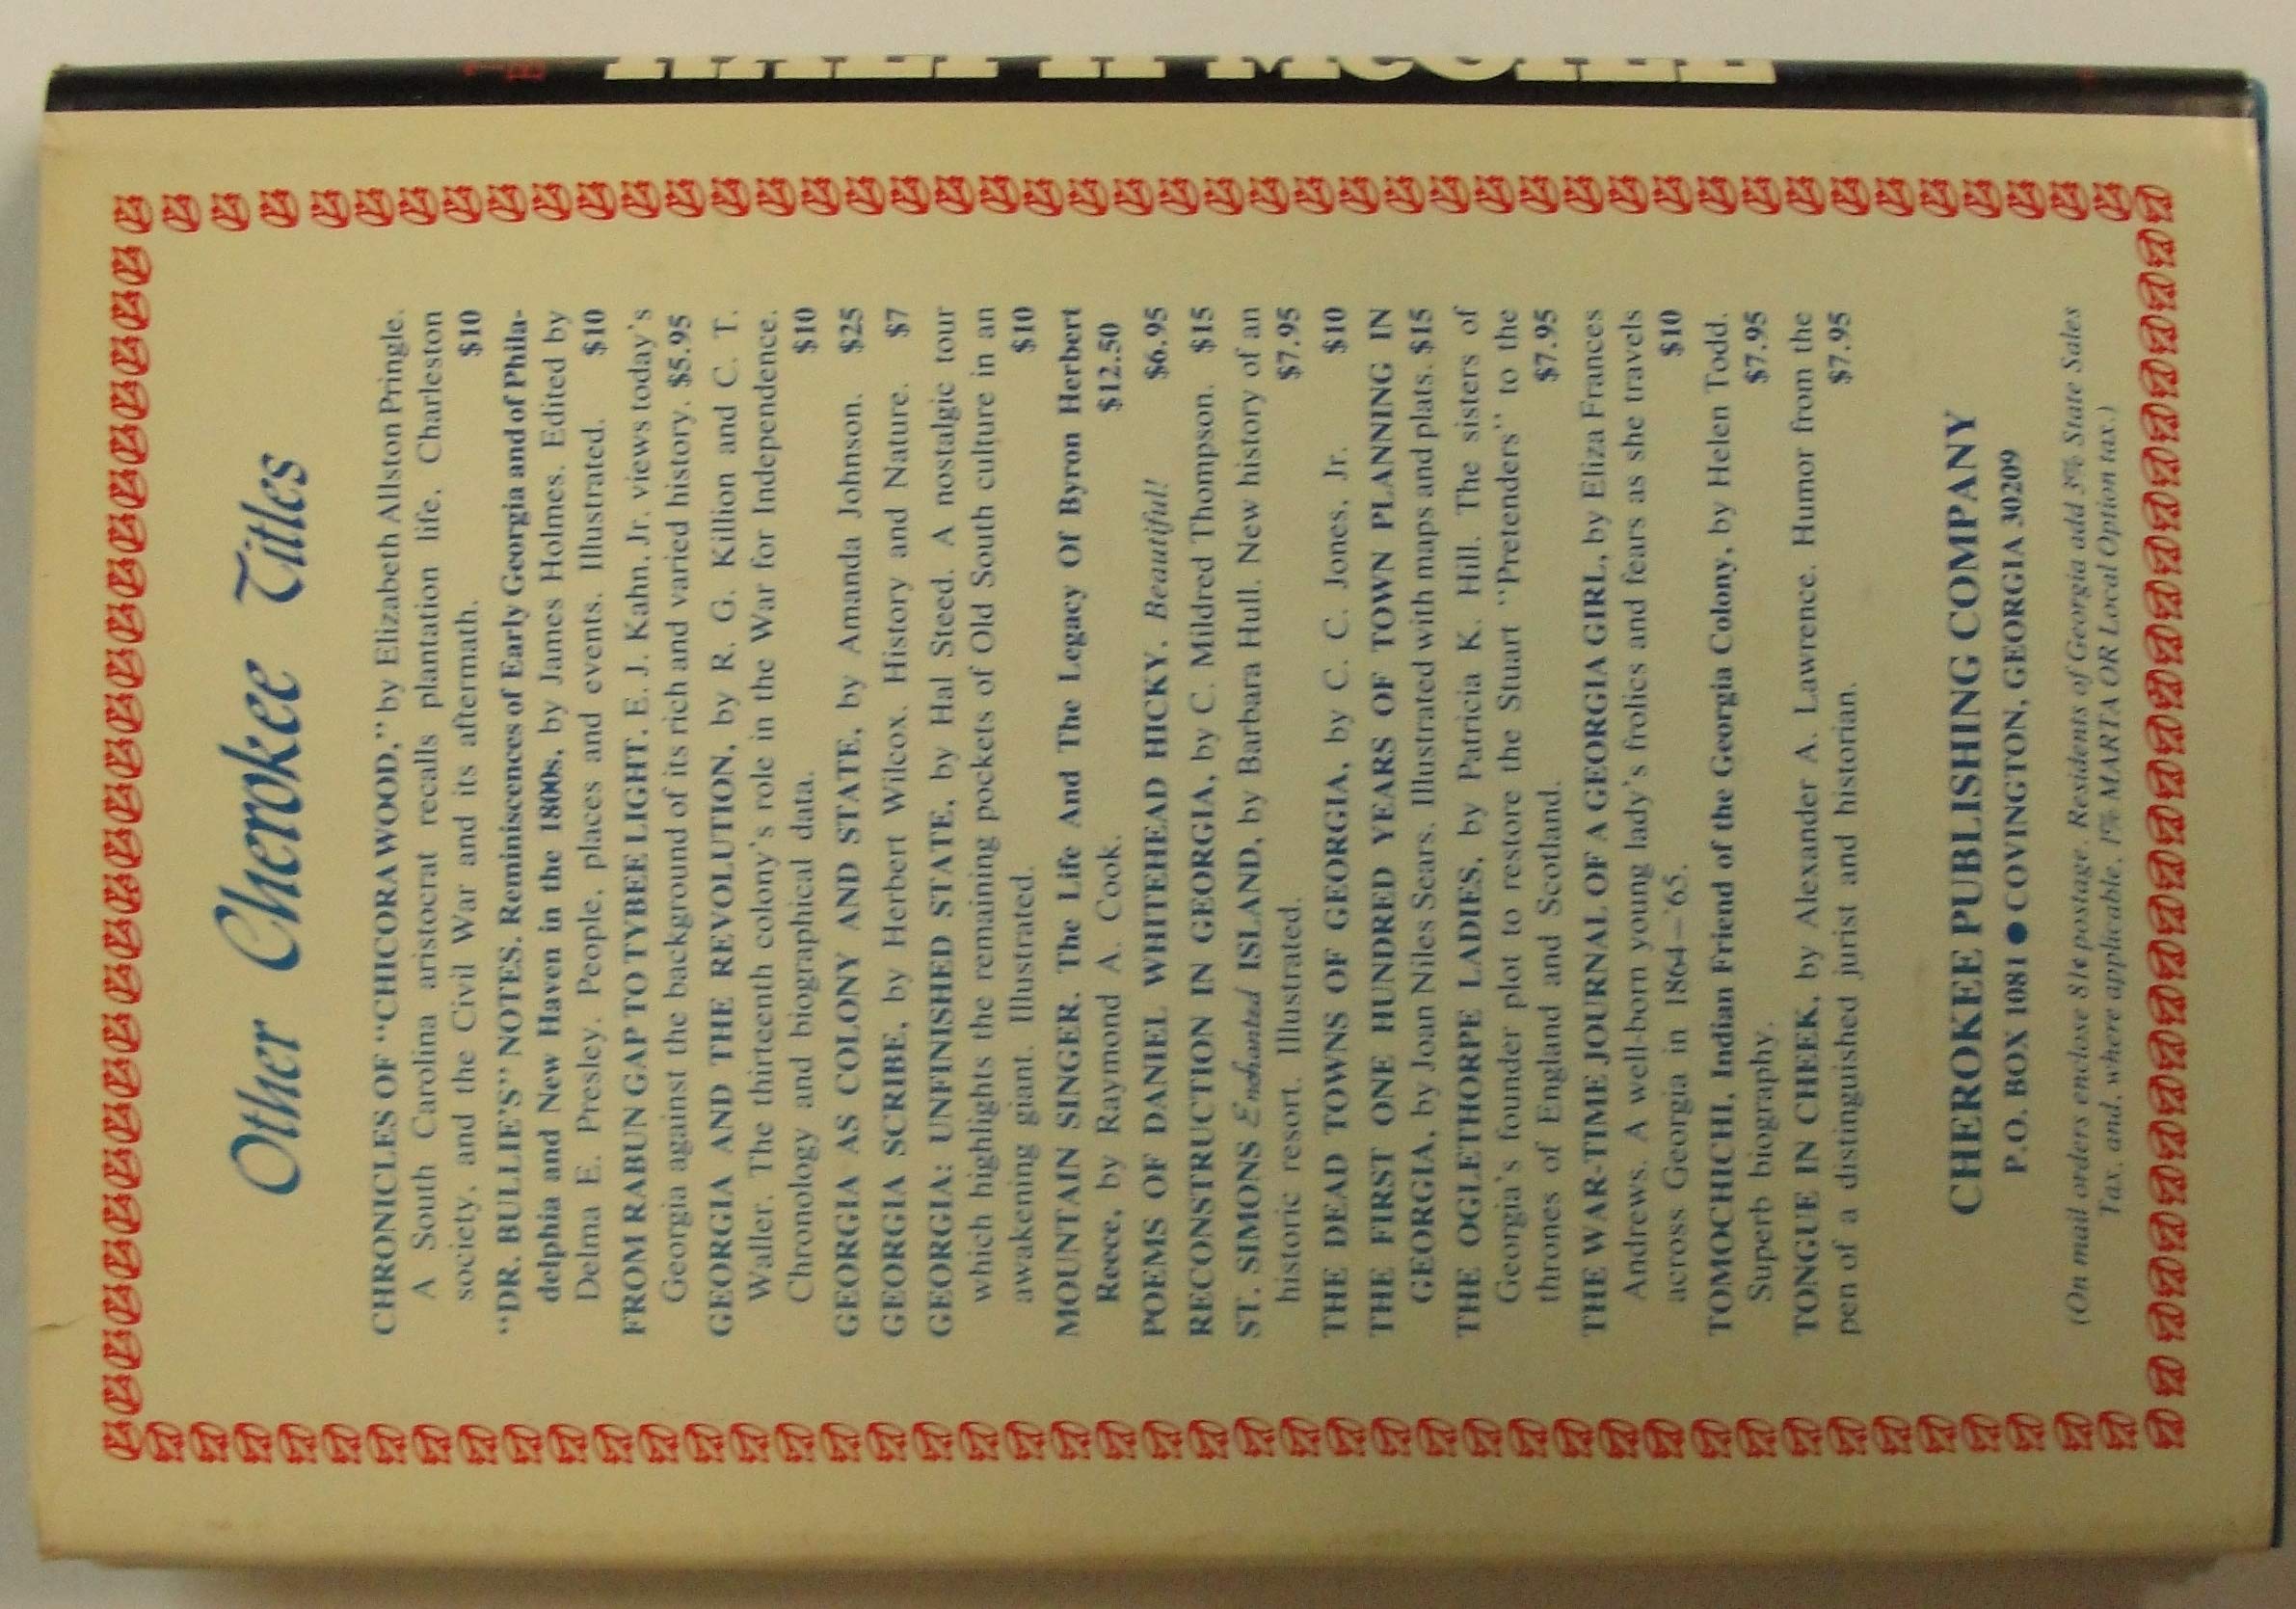 Other Cherokee Titles
CHRONICLES OF "CHICORA WOOD," by Elizabeth Allston Pringle.
A South Carolina aristocrat recalls plantation life, Charleston
society, and the Civil War and its aftermath. $10
"DR. BULLIE'S" NOTES. Reminiscences of Early Georgia and of Phila-
delphia and New Haven in the 1800s, by James Holmes. Edited by
Delma E. Presley. People, places and events. Illustrated. $10
FROM RABUN GAP TO TYBEE LIGHT. E. J. Kahn, Jr. views today's
Georgia against the background of its rich and varied history. $5.95
GEORGIA AND THE REVOLUTION, by R. G. Killion and C. T.
Waller. The thirteenth colony's role in the War for Independence.
Chronology and biographical data. $10
GEORGIA AS COLONY AND STATE, by Amanda Johnson. $25
GEORGIA SCRIBE, by Herbert Wilcox. History and Nature. $7
GEORGIA: UNFINISHED STATE, by Hal Steed. A nostalgic tour
which highlights the remaining pockets of Old South culture in an
awakening giant. Illustrated. $10
MOUNTAIN SINGER. The Life And The Legacy Of Byron Herbert
Reece, by Raymond A. Cook. $12.50
POEMS OF DANIEL WHITEHEAD HICKY. Beautiful! $6.95
RECONSTRUCTION IN GEORGIA, by C. Mildred Thompson. $15
ST. SIMONS Enchanted ISLAND, by Barbara Hull. New history of an
historic resort. Illustrated. $7.95
THE DEAD TOWNS OF GEORGIA, by C. C. Jones, Jr. $10
THE FIRST ONE HUNDRED YEARS OF TOWN PLANNING IN
GEORGIA, by Joan Niles Sears. Illustrated with maps and plats. $15
THE OGLETHORPE LADIES, by Patricia K. Hill. The sisters of
Georgia's founder plot to restore the Stuart "Pretenders" to the
thrones of England and Scotland. $7.95
THE WAR-TIME JOURNAL OF A GEORGIA GIRL, by Eliza Frances
Andrews. A well-born young lady's frolics and fears as she travels
across Georgia in 1864—'65. $10
TOMOCHICHI, Indian Friend of the Georgia Colony, by Helen Todd.
Superb biography. $7.95
TONGUE IN CHEEK, by Alexander A. Lawrence. Humor from the
pen of a distinguished jurist and historian. $7.95
CHEROKEE PUBLISHING COMPANY
P.O. BOX 1081 ● COVINGTON, GEORGIA 30209
(On mail orders enclose 81¢ postage. Residents of Georgia add 3% State Sales
Tax, and, where applicable, 1% MARTA OR Local Option tax.)